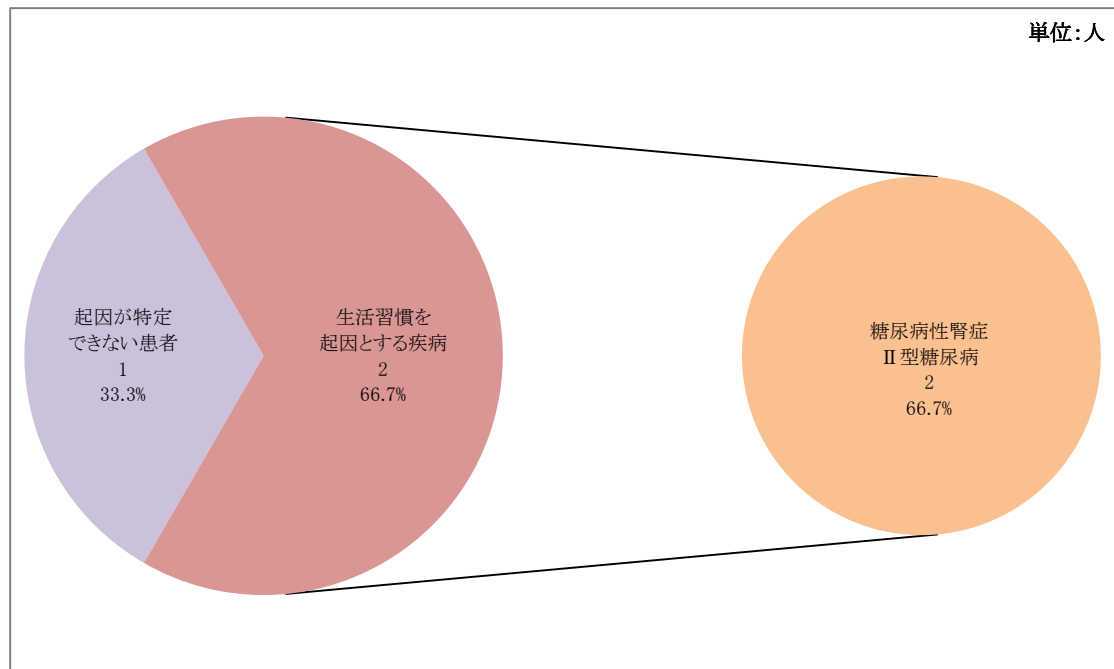 単位:人
起因が特定
できない患者
1
33.3%
生活習慣を
起因とする疾病
2
66.7%
糖尿病性腎症
Ⅱ型糖尿病
2
66.7%